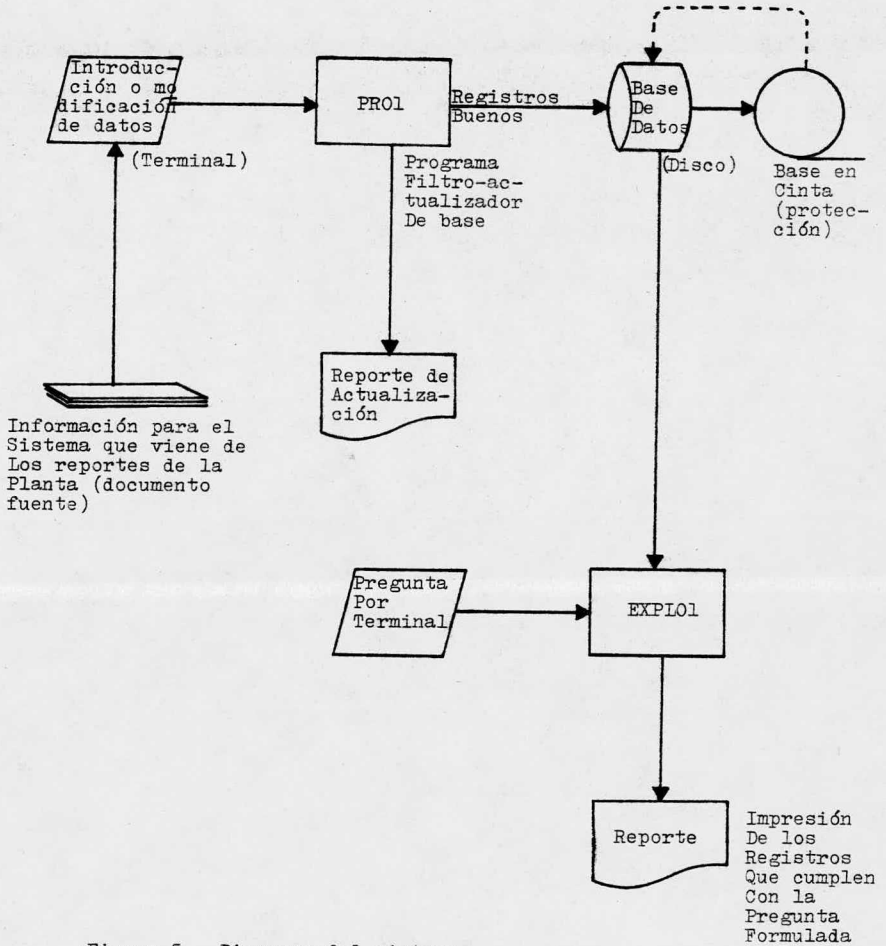 Introduc-
ción o mo
dificación
de datos
(Terminal)
PRO1
Registros
Buenos
Base
De
Datos
(Disco)
Base en
Cinta
(protec-
ción)
Programa
Filtro-ac-
tualizador
De base
Reporte de
Actualiza-
ción
Información para el
Sistema que viene de
Los reportes de la
Planta (documento
fuente)
Pregunta
Por
Terminal
EXPLO1
Reporte
Impresión
De los
Registros
Que cumplen
Con la
Pregunta
Formulada